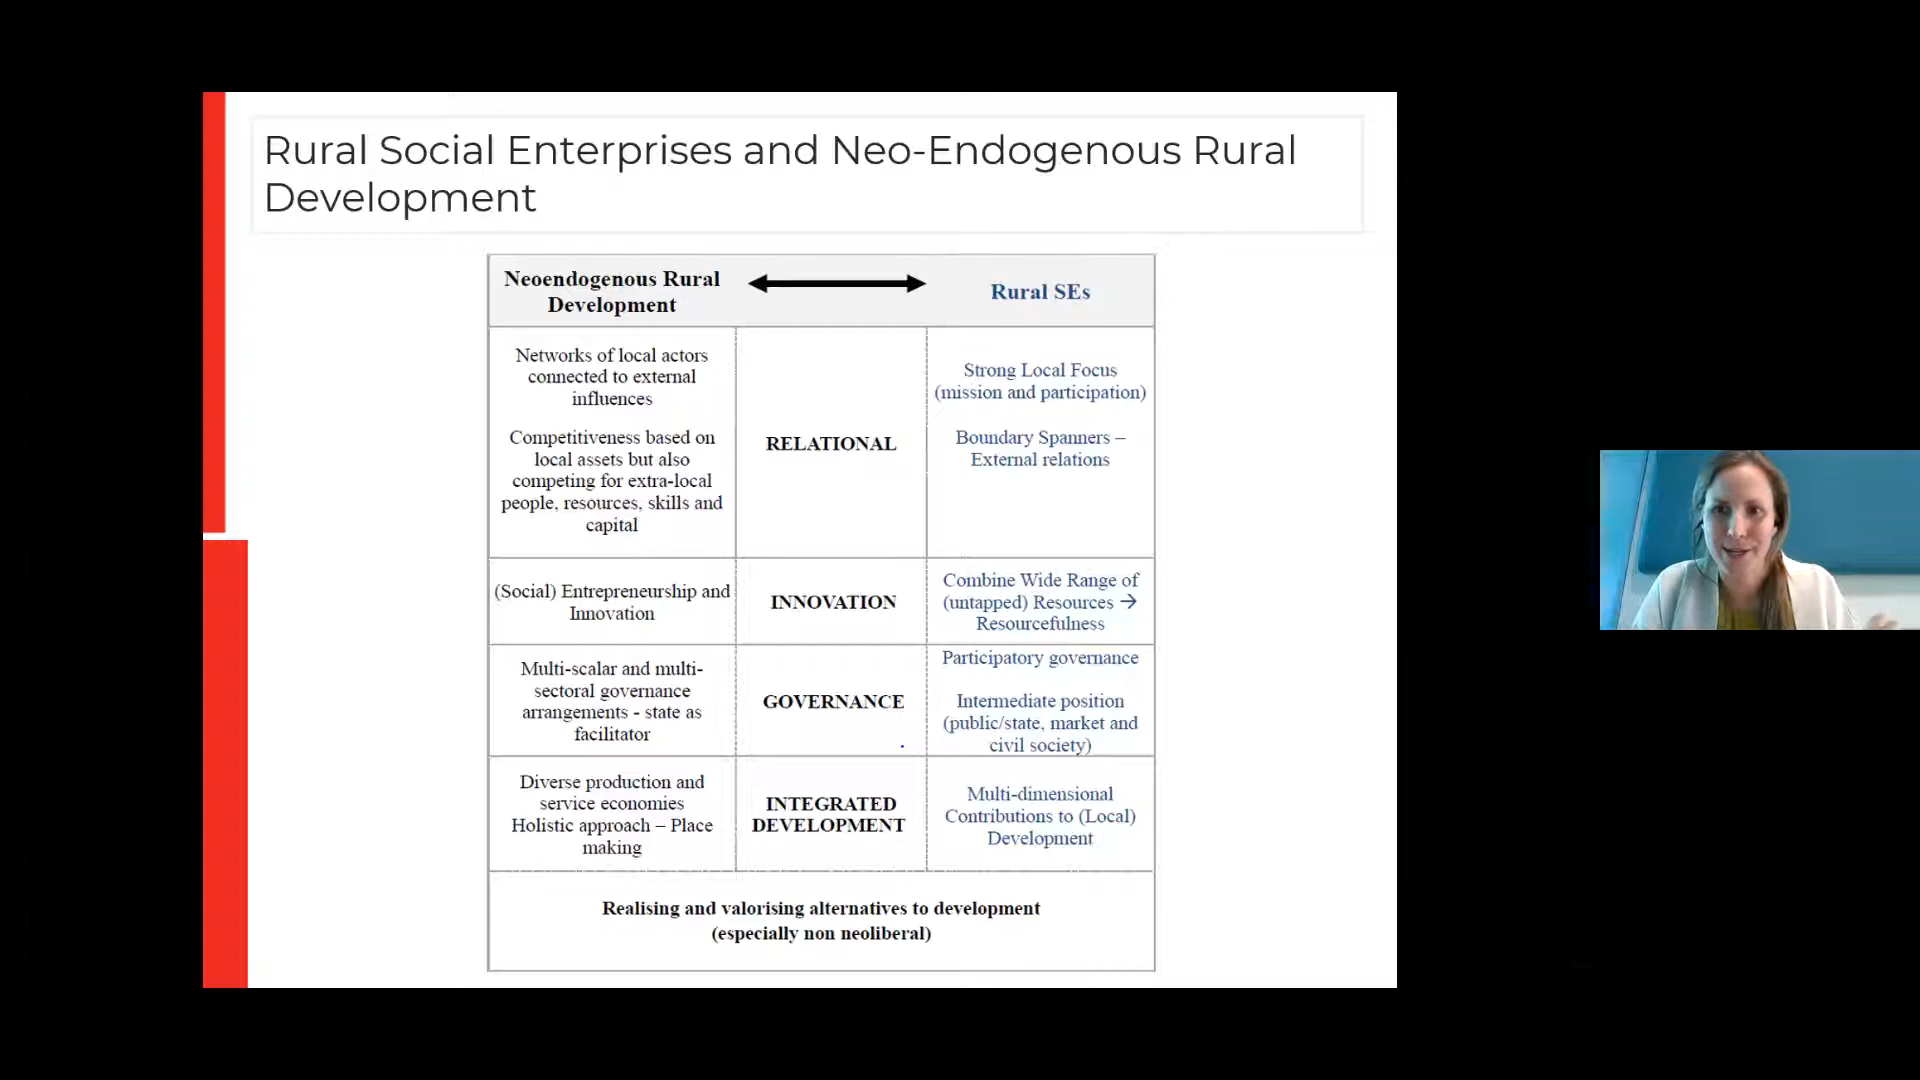 Rural Social Enterprises and Neo-Endogenous Rural
Development
Neoendogenous Rural
Development
Rural SEs
Networks of local actors
connected to external
influences
Competitiveness based on
local assets but also
competing for extra-local
people, resources, skills and
capital
RELATIONAL
Strong Local Focus
(mission and participation)
Boundary Spanners –
External relations
(Social) Entrepreneurship and
Innovation
INNOVATION
Combine Wide Range of
(untapped) Resources →
Resourcefulness
Multi-scalar and multi-
sectoral governance
arrangements - state as
facilitator
GOVERNANCE
Participatory governance
Intermediate position
(public/state, market and
civil society)
Diverse production and
service economies
Holistic approach – Place
making
INTEGRATED
DEVELOPMENT
Multi-dimensional
Contributions to (Local)
Development
Realising and valorising alternatives to development
(especially non neoliberal)